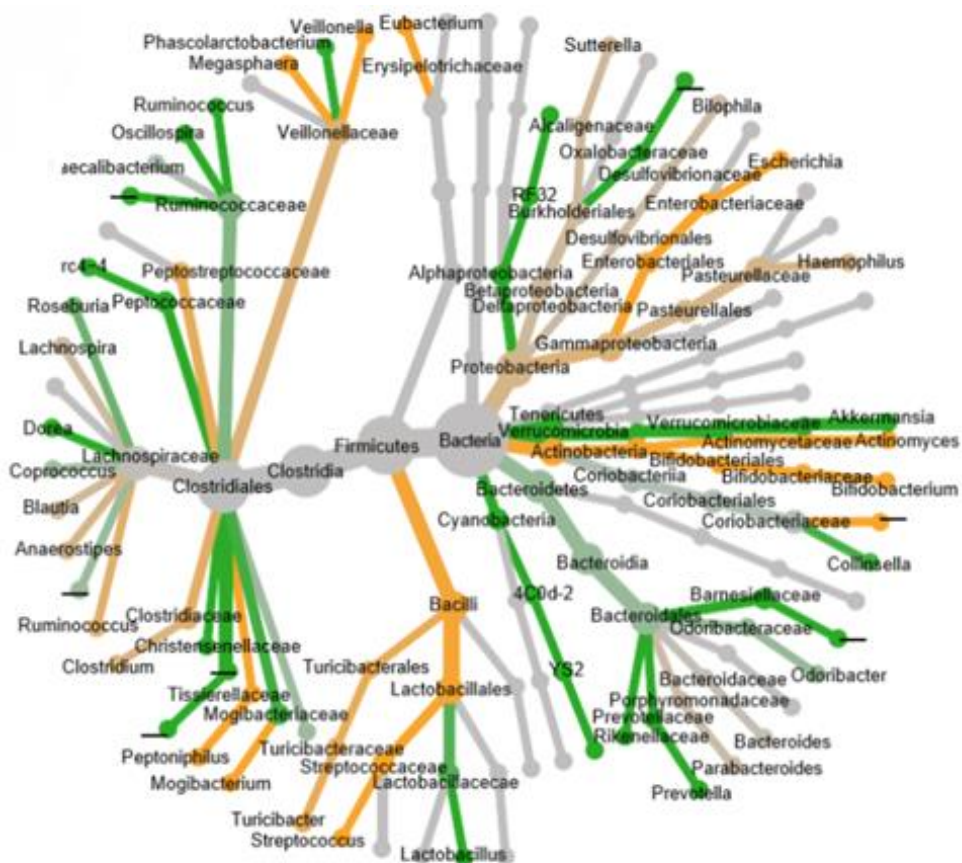 Veillonella
Eubacterium
Phascolarctobacterium
Megasphaera
Erysipelotrichaceae
Sutterella
Ruminococcus
Veillonellaceae
Alcaligenaceae
Bilophila
Oscillospira
Oxalobacteraceae
aecalibacterium
Desulfovibrionaceae
Escherichia
Ruminococcaceae
RF32
Burkholderiales
Enterobacteriaceae
Desulfovibrionales
rc4-4
Peptostreptococcaceae
Alphaproteobacteria
Enterobacteriales
Haemophilus
Pasteurellaceae
Roseburia
Peptococcaceae
Betaproteobacteria
Deltaproteobacteria
Pasteurellales
Lachnospira
Gammaproteobacteria
Proteobacteria
Tenericutes
Verrucomicrobiaceae
Akkermansia
Dorea
Verrucomicrobia
Firmicutes
Bacteria
Actinomycetaceae
Actinomyces
Lachnospiraceae
Actinobacteria
Bifidobacteriales
Coprococcus
Clostridia
Clostridiales
Bacteroidetes
Coriobacteriia
Bifidobacteriaceae
Bifidobacterium
Blautia
Cyanobacteria
Coriobacteriales
Coriobacteriaceae
Anaerostipes
Bacteroidia
Collinsella
4C0d-2
Barnesiellaceae
Ruminococcus
Clostridiaceae
Bacilli
Bacteroidales
Odoribacteraceae
Christensenellaceae
Clostridium
Turicibacterales
YS2
Odoribacter
Tissierellaceae
Lactobacillales
Bacteroidaceae
Mogibacteriaceae
Porphyromonadaceae
Prevotellaceae
Peptoniphilus
Turicibacteraceae
Rikenellaceae
Bacteroides
Streptococcaceae
Mogibacterium
Lactobacillecacae
Parabacteroides
Prevotella
Turicibacter
Streptococcus
Lactobacillus